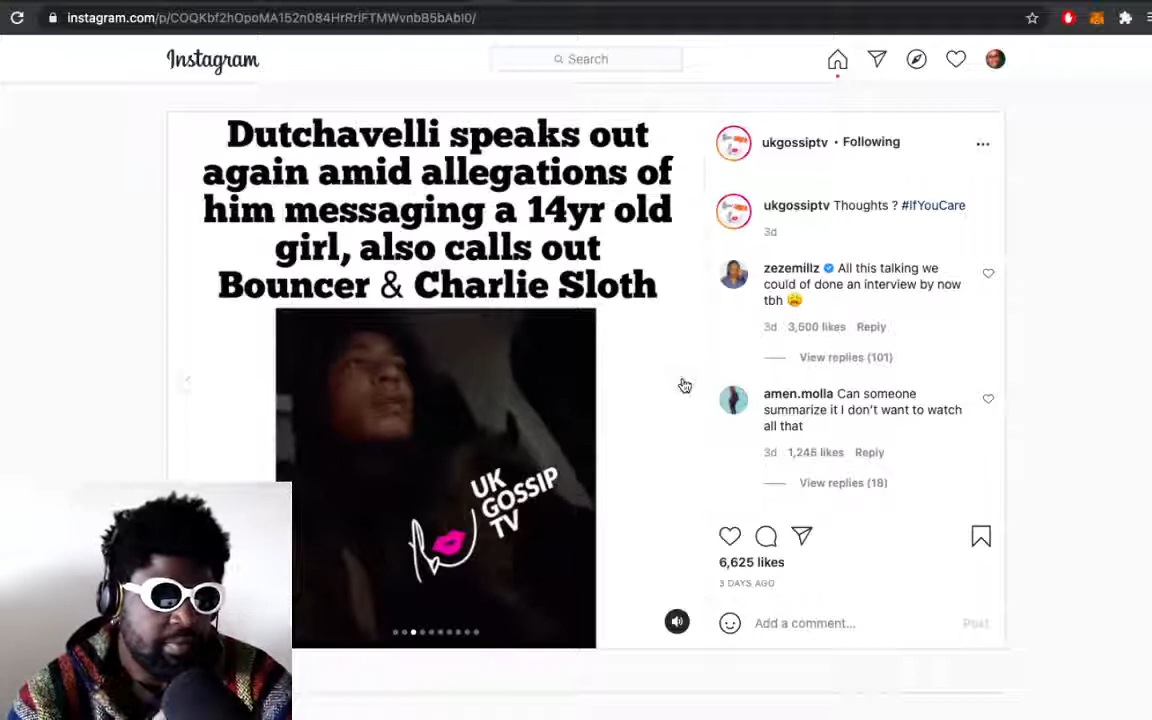 instagram.com/p/COQKbf2hOpoMA152n084HrRrIFTMWvnbB5bAbI0/
Instagram
Search
Dutchavelli speaks out
again amid allegations of
him messaging a 14yr old
girl, also calls out
Bouncer & Charlie Sloth
UK
GOSSIP
TV
ukgossiptv • Following
ukgossiptv Thoughts ? #IfYouCare
3d
zezemillz All this talking we
could of done an interview by now
tbh 😩
3d 3,500 likes Reply
View replies (101)
amen.molla Can someone
summarize it I don't want to watch
all that
3d 1,245 likes Reply
View replies (18)
6,625 likes
3 DAYS AGO
Add a comment...
Post